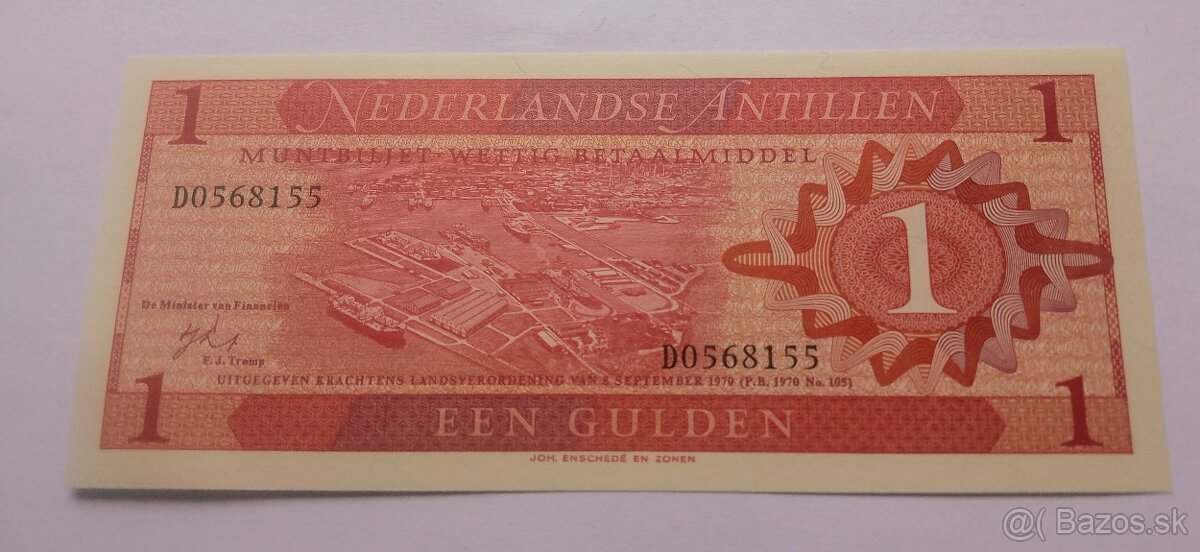 1 NEDERLANDSE ANTILLEN 1
MUNTBILJET·WETTIG BETAALMIDDEL
D0568155
1
De Minister van Financiën
E. J. Tromp
D0568155
UITGEGEVEN KRACHTENS LANDSVERORDENING VAN 8 SEPTEMBER 1970 (P.B. 1970 No. 105)
1 EEN GULDEN 1
JOH. ENSCHEDÉ EN ZONEN
@( Bazos.sk